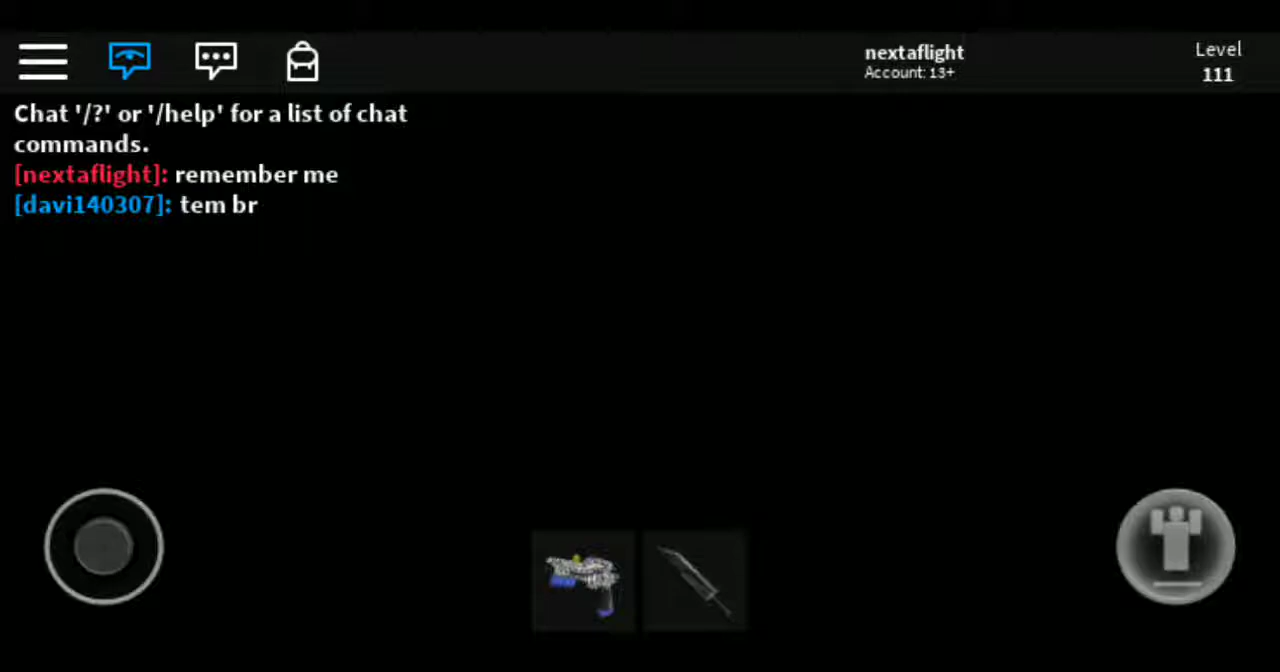 nextaflight
Account: 13+
Level
111
Chat '/?' or '/help' for a list of chat
commands.
[nextaflight]: remember me
[davi140307]: tem br